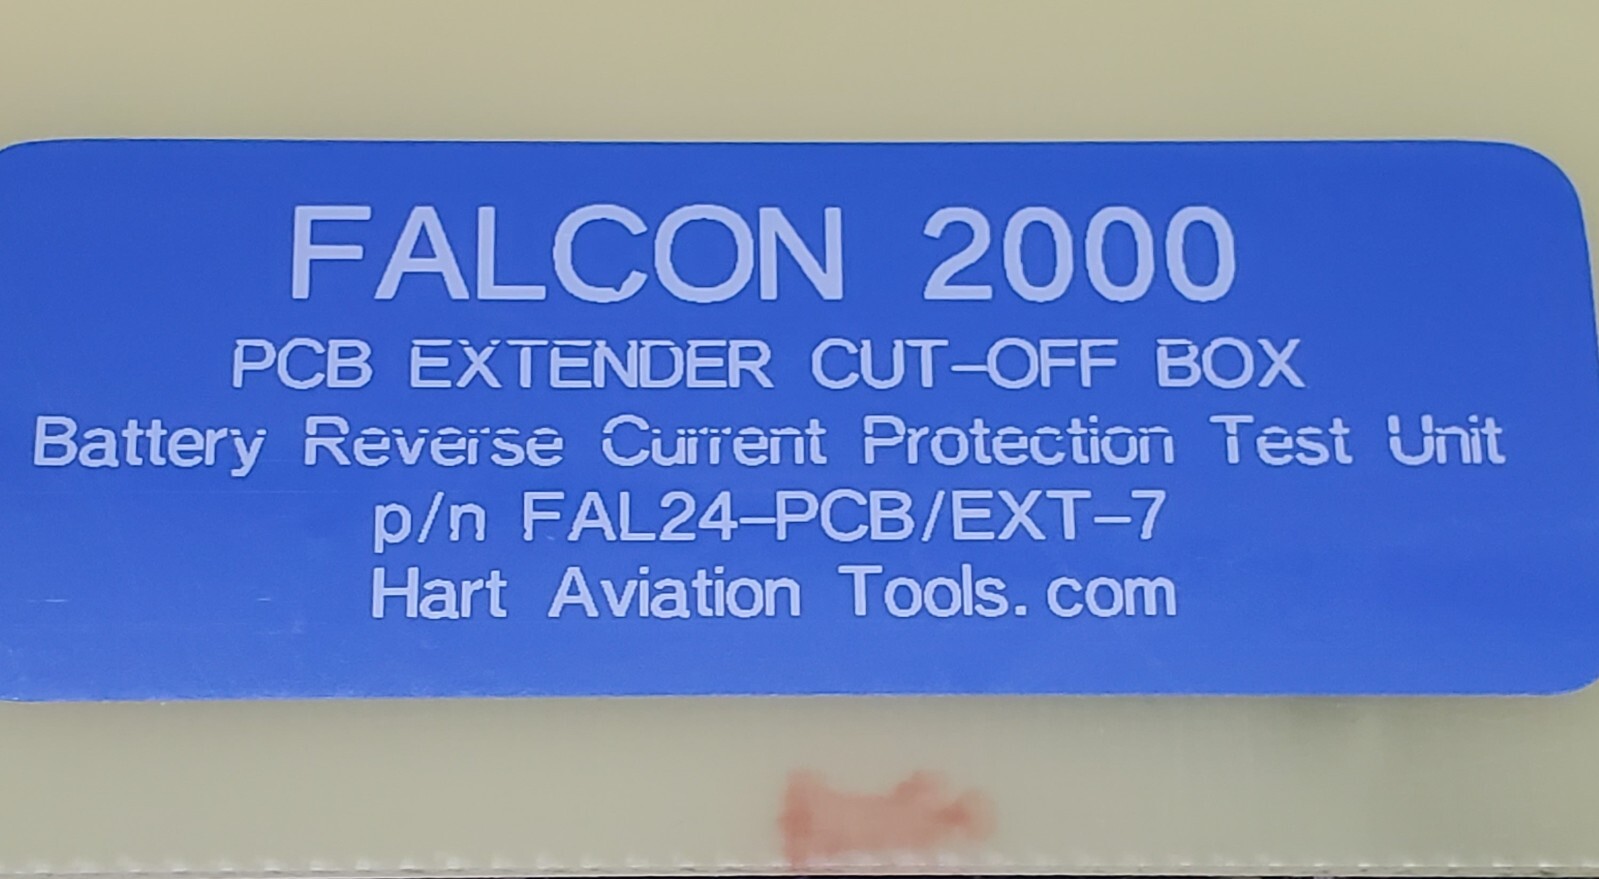 FALCON 2000
PCB EXTENDER CUT-OFF BOX
Battery Reverse Current Protection Test Unit
p/n FAL24-PCB/EXT-7
Hart Aviation Tools.com